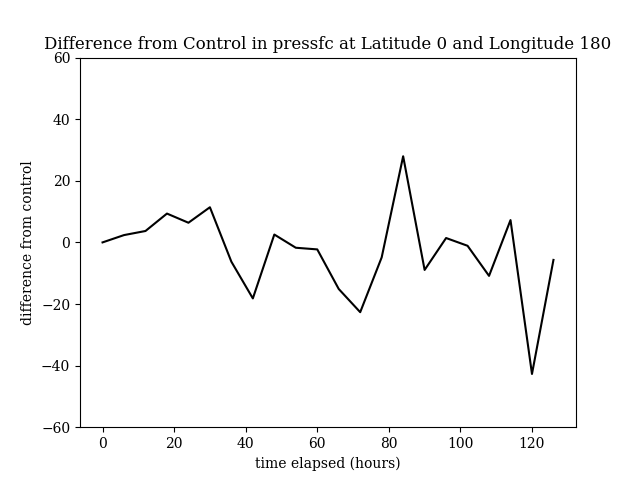 Difference from Control in pressfc at Latitude 0 and Longitude 180
60
40
20
0
−20
−40
−60
difference from control
0 20 40 60 80 100 120
time elapsed (hours)